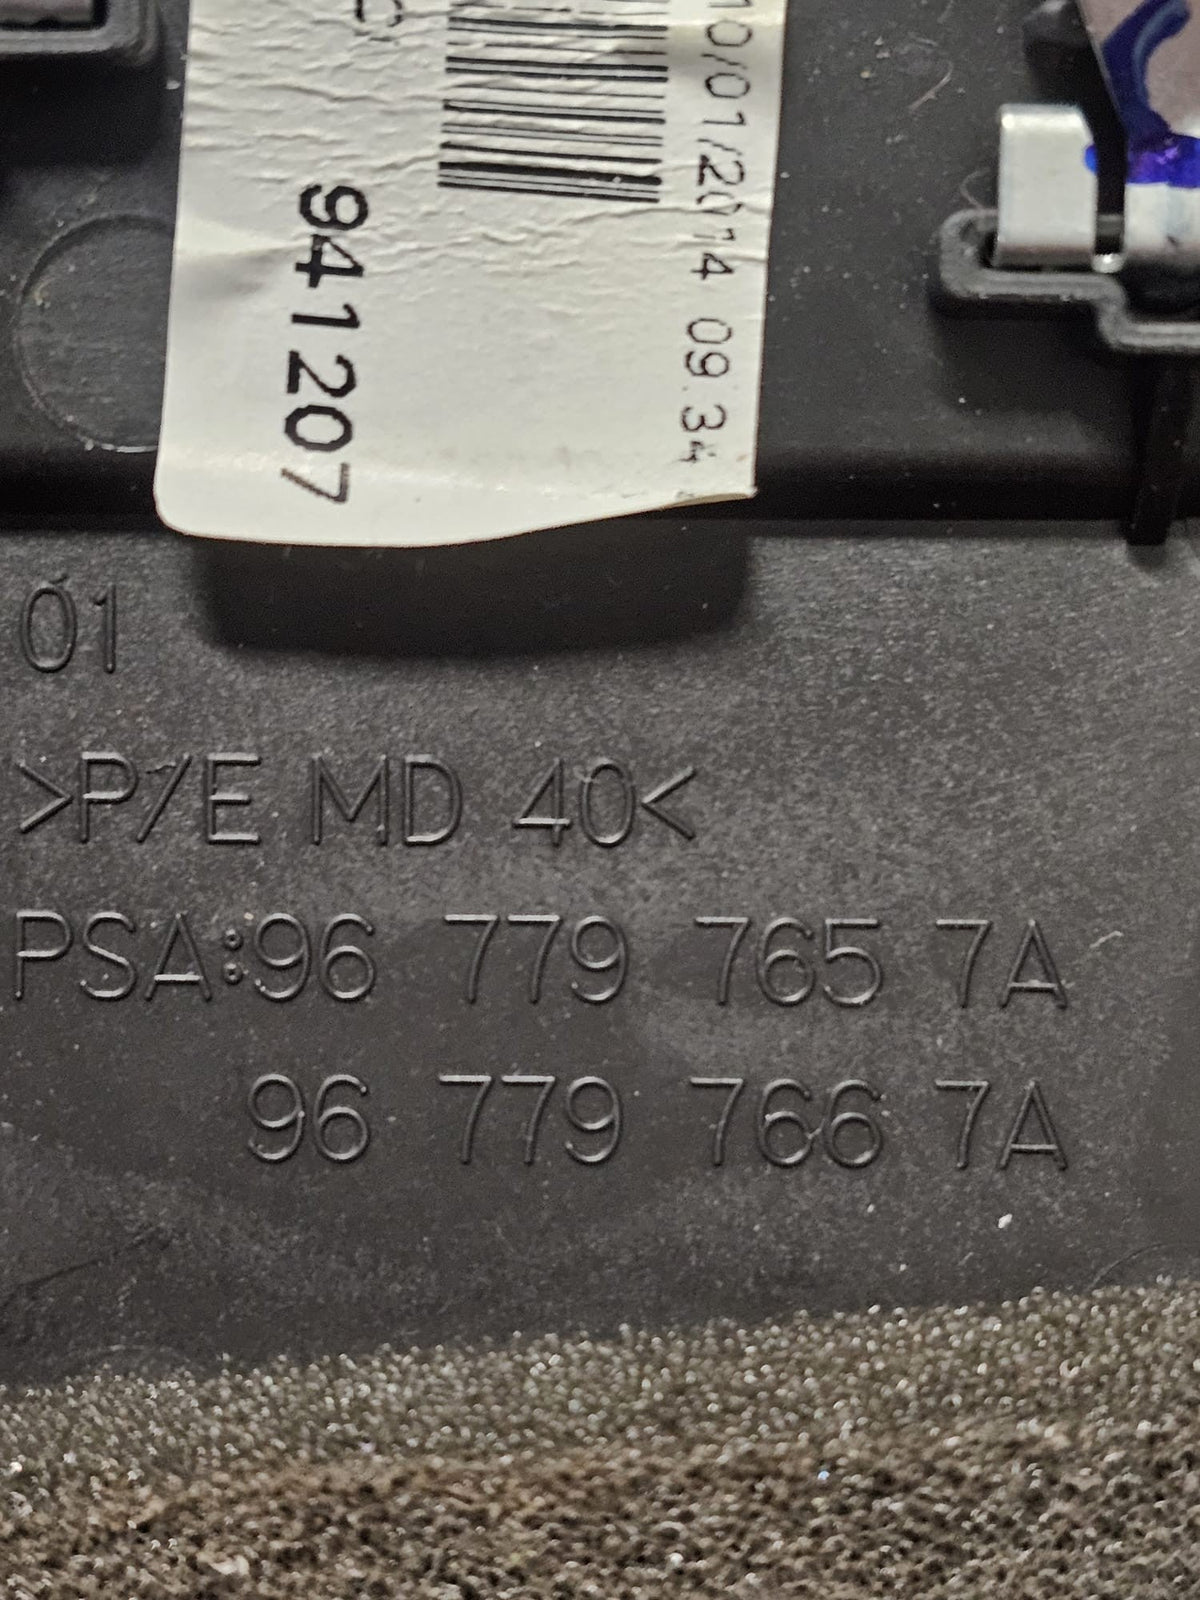 10/01/2014 09:34
941207
01
>P/E MD 40<
PSA:96 779 765 7A
96 779 766 7A